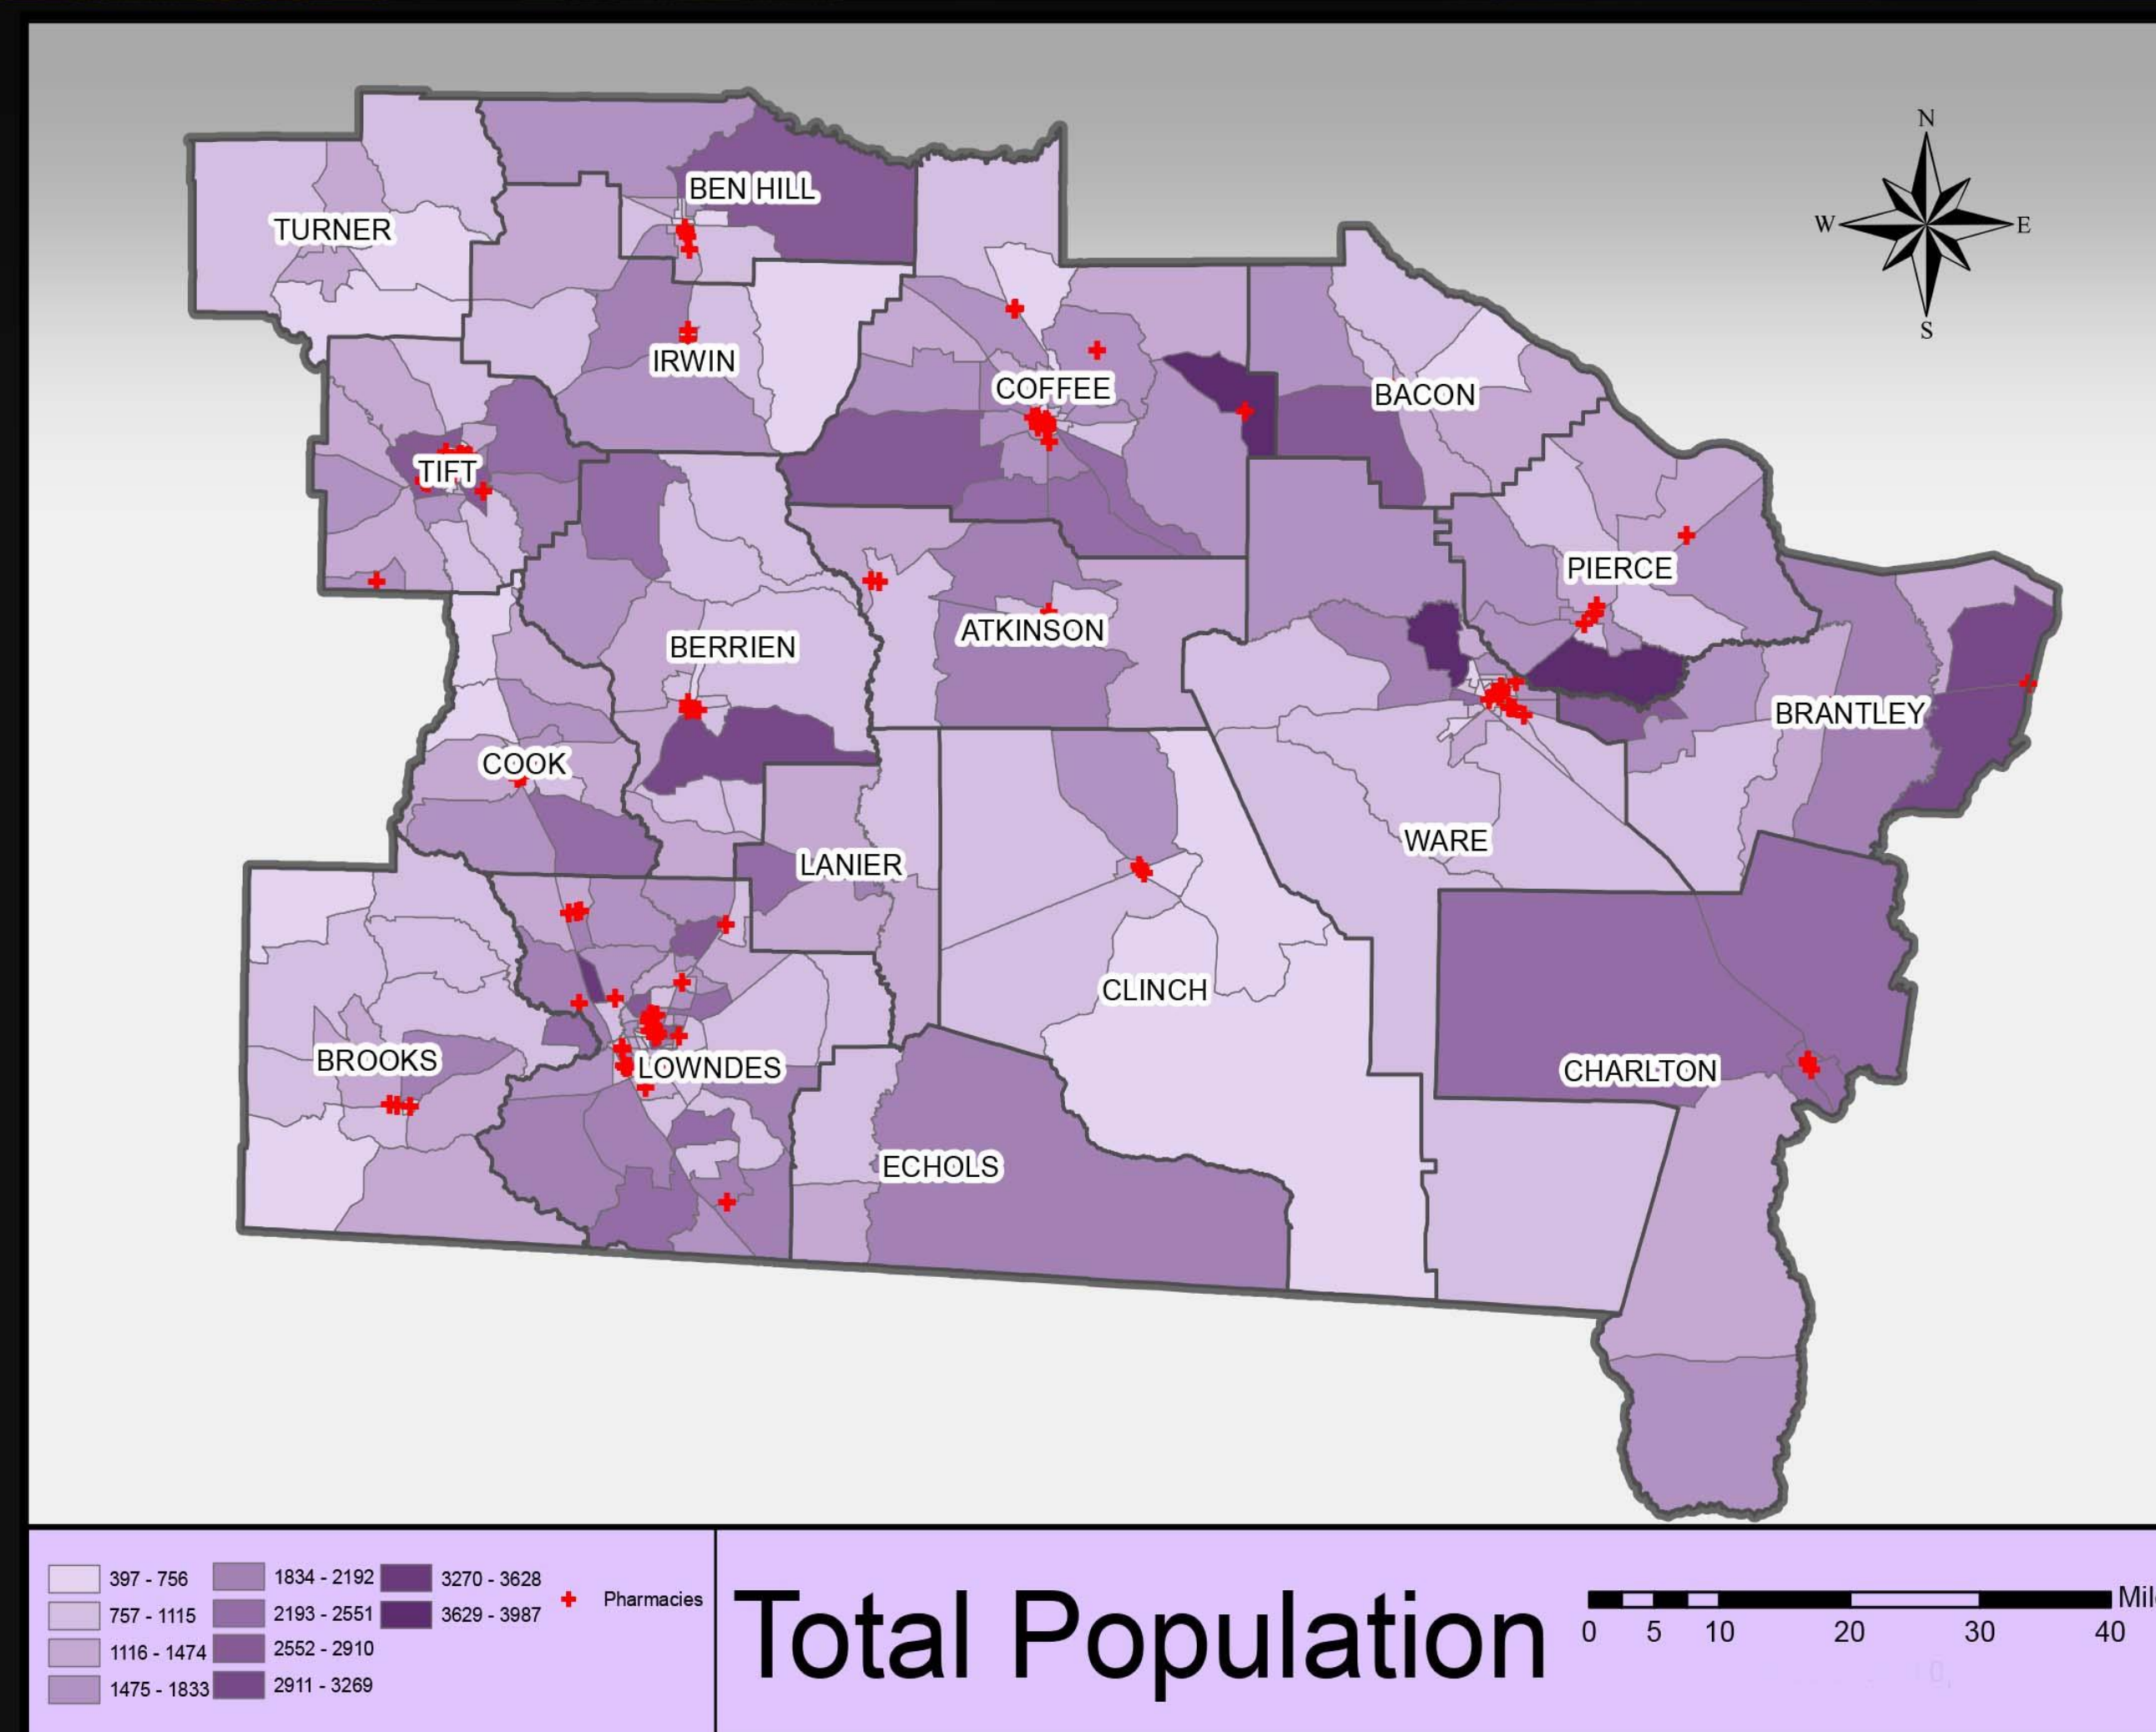 N
W E
S
BEN HILL
TURNER
IRWIN
COFFEE
BACON
TIFT
PIERCE
ATKINSON
BERRIEN
BRANTLEY
COOK
WARE
LANIER
CLINCH
BROOKS
LOWNDES
CHARLTON
ECHOLS
397 - 756
757 - 1115
1116 - 1474
1475 - 1833
1834 - 2192
2193 - 2551
2552 - 2910
2911 - 3269
3270 - 3628
3629 - 3987
Pharmacies
Total Population
Mil
0 5 10 20 30 40